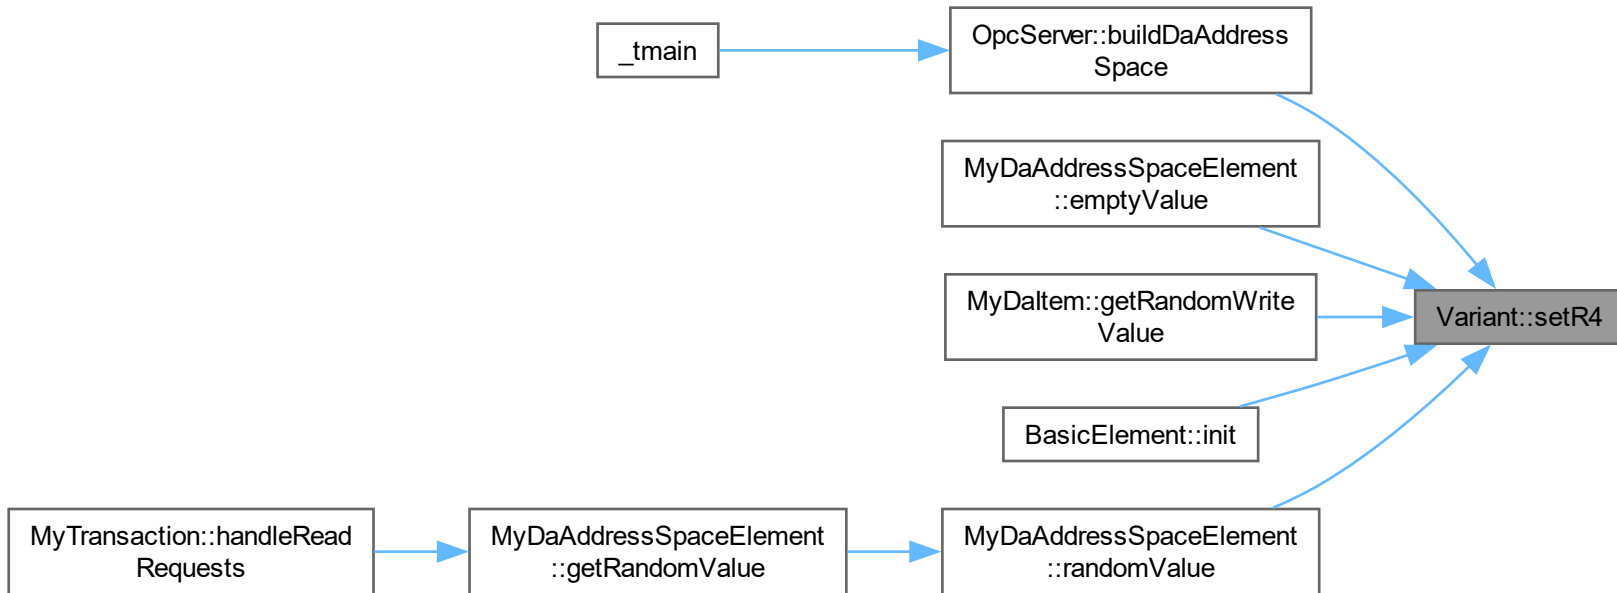 _tmain
OpcServer::buildDaAddress
Space
MyDaAddressSpaceElement
::emptyValue
MyDaItem::getRandomWrite
Value
Variant::setR4
BasicElement::init
MyTransaction::handleRead
Requests
MyDaAddressSpaceElement
::getRandomValue
MyDaAddressSpaceElement
::randomValue